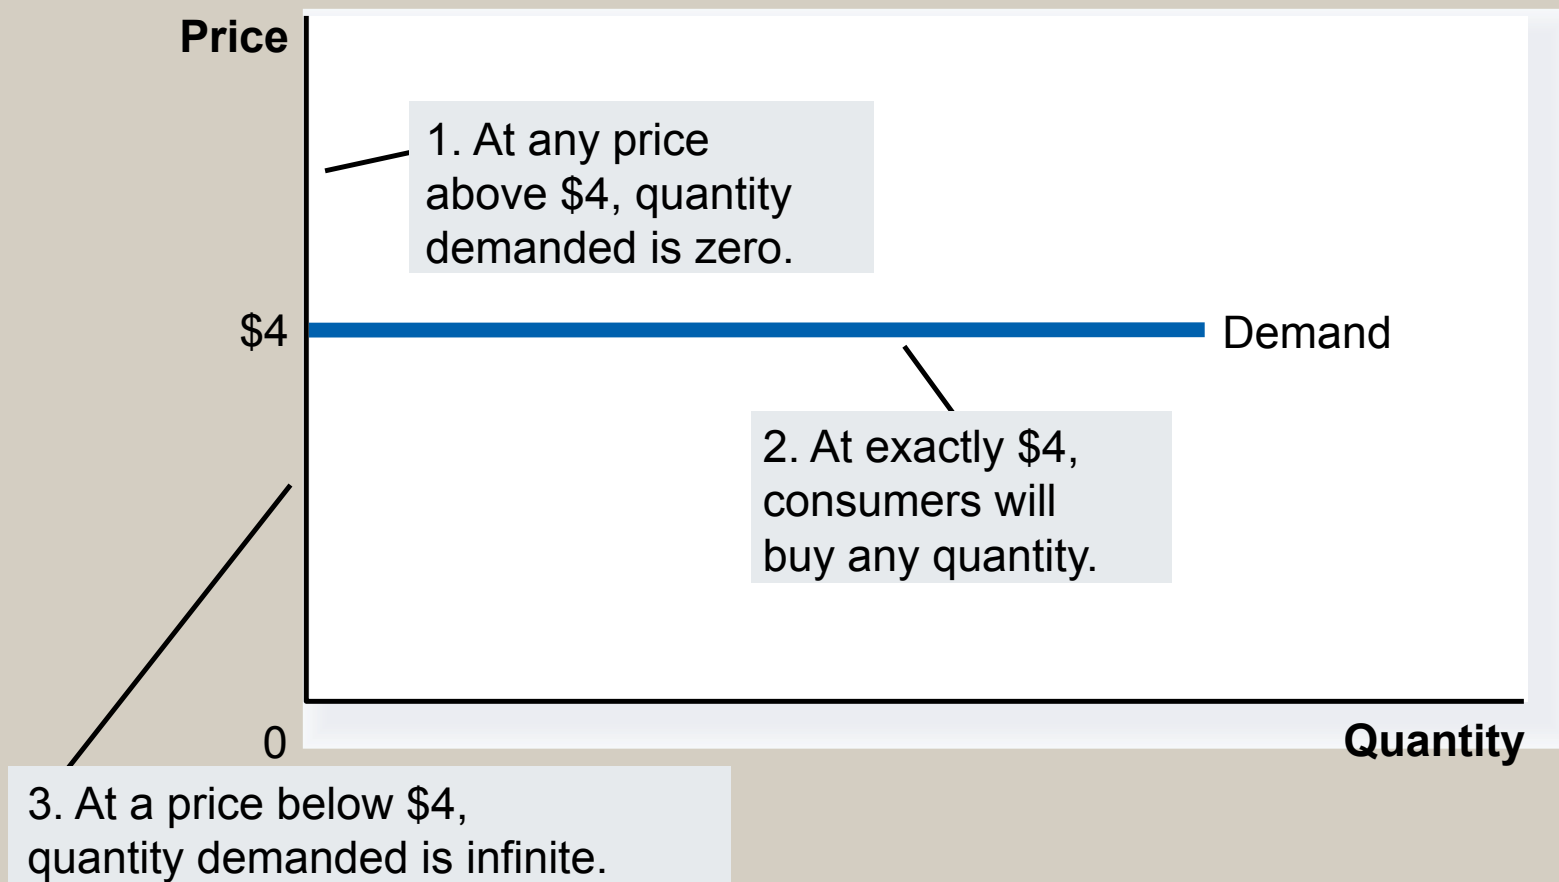 Price
1. At any price
above $4, quantity
demanded is zero.
$4
Demand
2. At exactly $4,
consumers will
buy any quantity.
0
Quantity
3. At a price below $4,
quantity demanded is infinite.